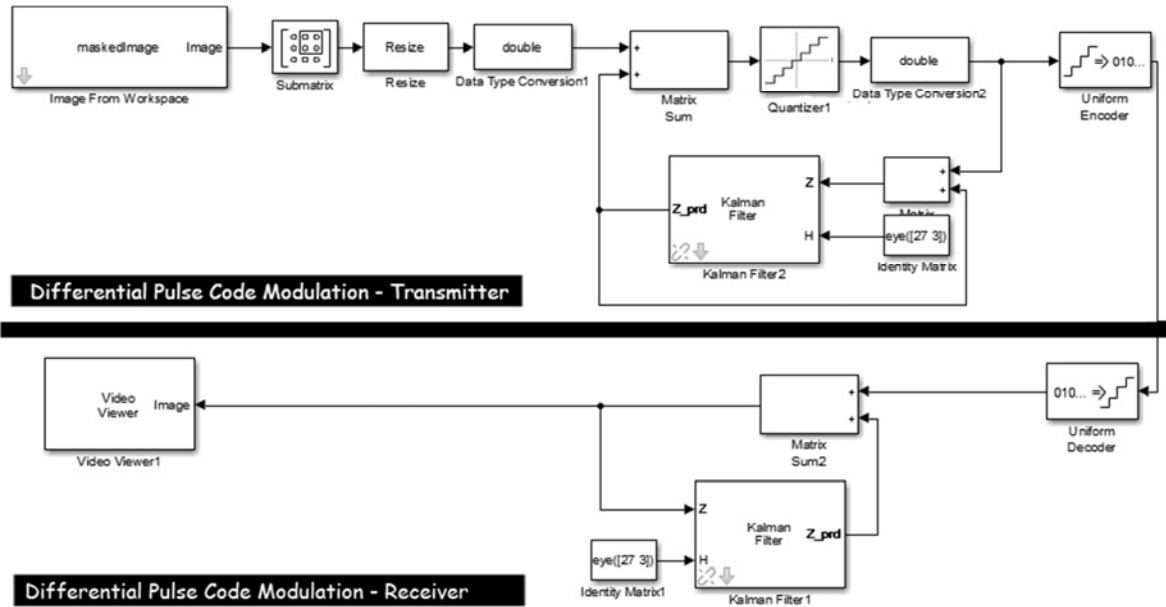 maskedImage
Image
Image From Workspace
Submatrix
Resize
Resize
double
Data Type Conversion1
+
+
Matrix
Sum
Quantizer1
double
Data Type Conversion2
=> 010...
Uniform
Encoder
Z_prd
Kalman
Filter
Z
H
Kalman Filter2
+
+
eye([27 3])
Identity Matrix
Differential Pulse Code Modulation - Transmitter
Video
Viewer
Image
Video Viewer1
+
+
Matrix
Sum2
010... =>
Uniform
Decoder
Z
Kalman
Filter
Z_prd
H
Kalman Filter1
eye([27 3])
Identity Matrix1
Differential Pulse Code Modulation - Receiver